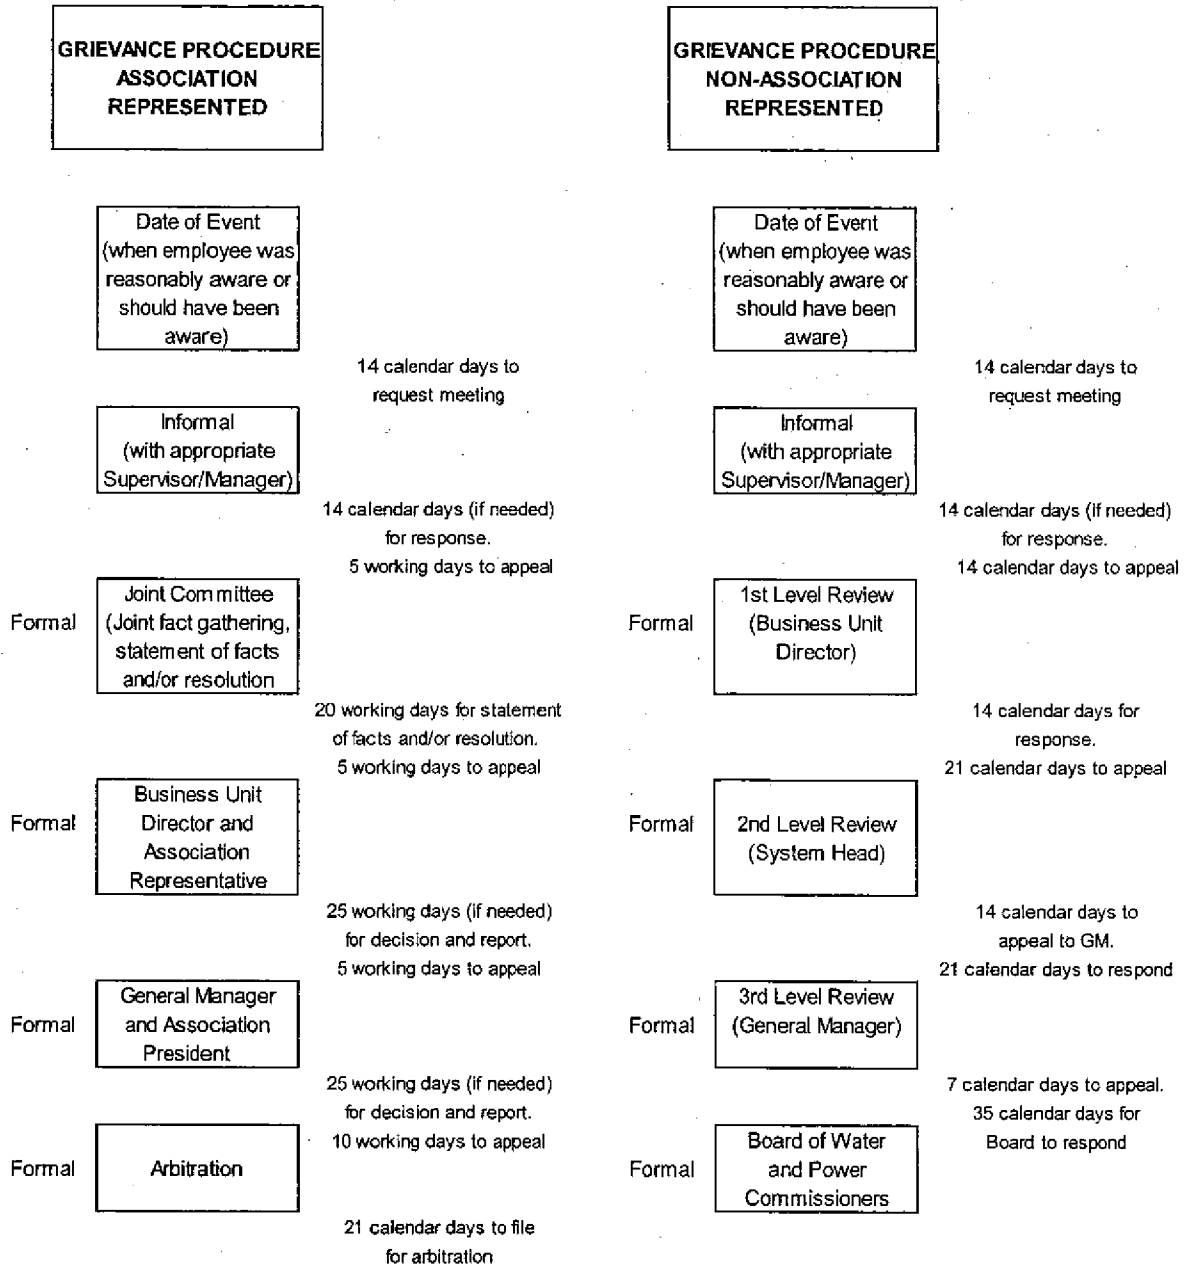 GRIEVANCE PROCEDURE
ASSOCIATION
REPRESENTED
Date of Event
(when employee was
reasonably aware or
should have been
aware)
14 calendar days to
request meeting
Informal
(with appropriate
Supervisor/Manager)
14 calendar days (if needed)
for response.
5 working days to appeal
Formal
Joint Committee
(Joint fact gathering,
statement of facts
and/or resolution
20 working days for statement
of facts and/or resolution.
5 working days to appeal
Formal
Business Unit
Director and
Association
Representative
25 working days (if needed)
for decision and report.
5 working days to appeal
Formal
General Manager
and Association
President
25 working days (if needed)
for decision and report.
10 working days to appeal
Formal
Arbitration
21 calendar days to file
for arbitration
GRIEVANCE PROCEDURE
NON-ASSOCIATION
REPRESENTED
Date of Event
(when employee was
reasonably aware or
should have been
aware)
14 calendar days to
request meeting
Informal
(with appropriate
Supervisor/Manager)
14 calendar days (if needed)
for response.
14 calendar days to appeal
Formal
1st Level Review
(Business Unit
Director)
14 calendar days for
response.
21 calendar days to appeal
Formal
2nd Level Review
(System Head)
14 calendar days to
appeal to GM.
21 calendar days to respond
Formal
3rd Level Review
(General Manager)
7 calendar days to appeal.
35 calendar days for
Board to respond
Formal
Board of Water
and Power
Commissioners